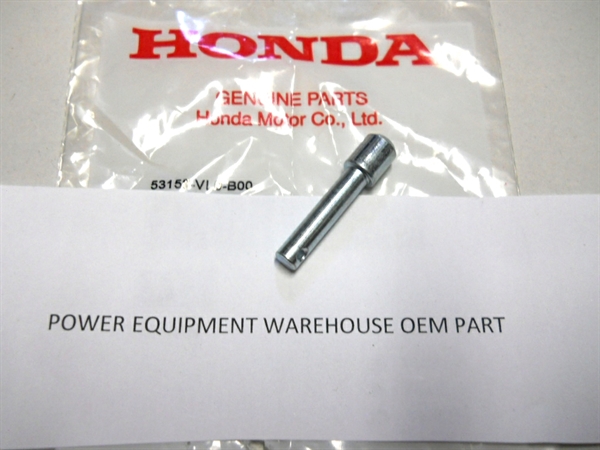 HONDA
GENUINE PARTS
Honda Motor Co., Ltd.
POWER EQUIPMENT WAREHOUSE OEM PART